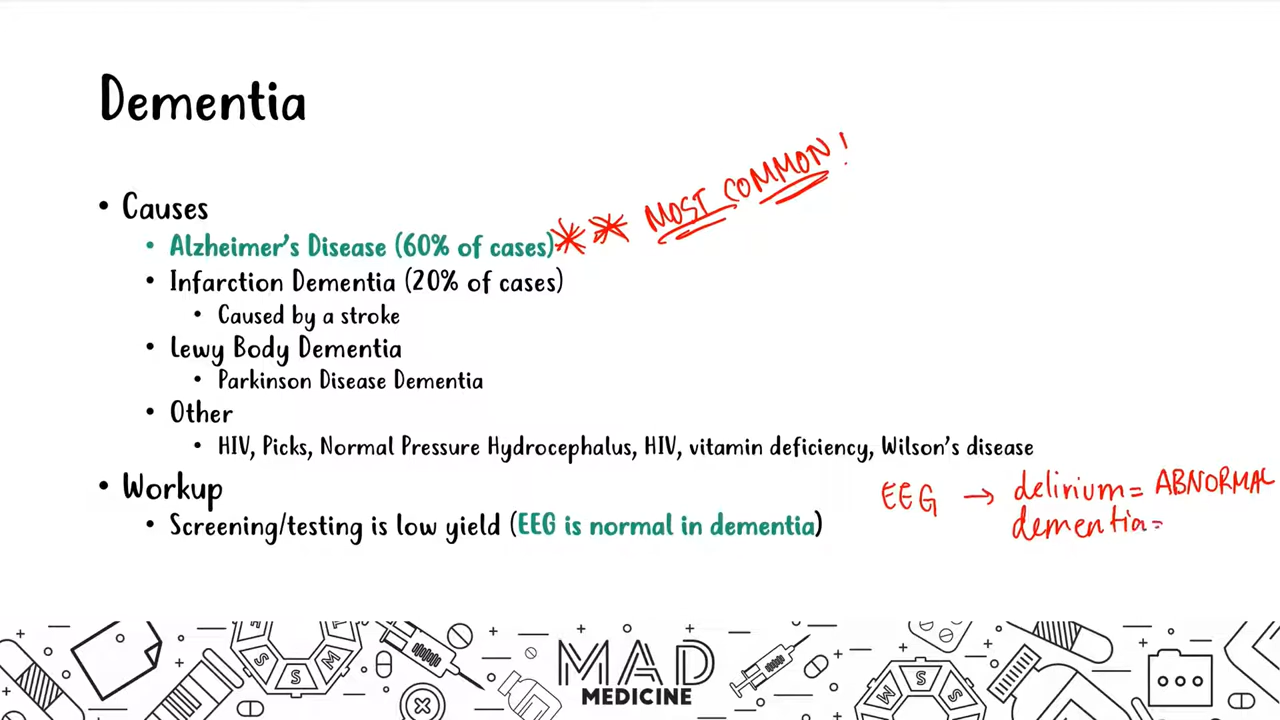 Dementia
MOST COMMON!
• Causes
• Alzheimer's Disease (60% of cases)**
• Infarction Dementia (20% of cases)
• Caused by a stroke
• Lewy Body Dementia
• Parkinson Disease Dementia
• Other
• HIV, Picks, Normal Pressure Hydrocephalus, HIV, vitamin deficiency, Wilson's disease
• Workup
EEG → delirium = ABNORMAL
dementia =
• Screening/testing is low yield (EEG is normal in dementia)
MAD
MEDICINE
S
S
M
M
S
S